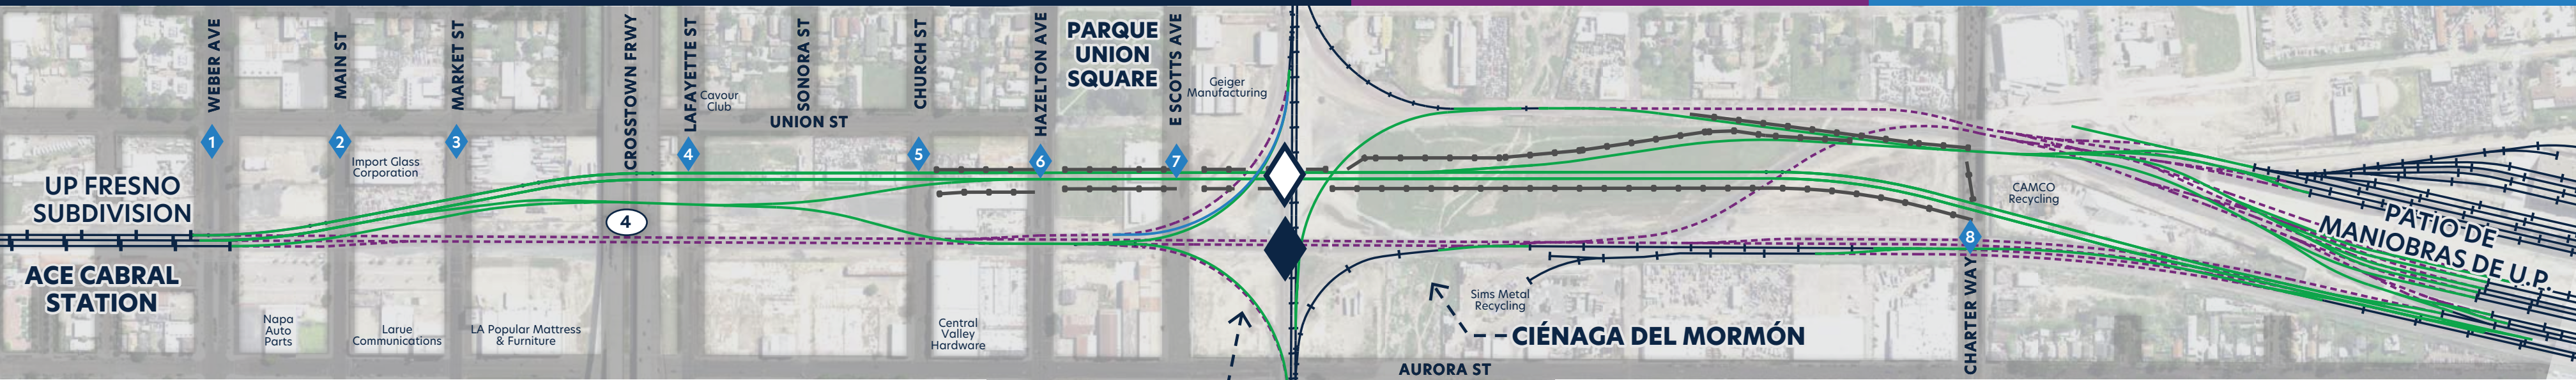 WEBER AVE
MAIN ST
MARKET ST
CROSSTOWN FRWY
LAFAYETTE ST
SONORA ST
CHURCH ST
HAZELTON AVE
PARQUE
UNION
SQUARE
E SCOTTS AVE
Geiger
Manufacturing
Cavour
Club
UNION ST
1
2
3
4
5
6
7
Import Glass
Corporation
UP FRESNO
SUBDIVISION
4
ACE CABRAL
STATION
Napa
Auto
Parts
Larue
Communications
LA Popular Mattress
& Furniture
Central
Valley
Hardware
Sims Metal
Recycling
CIÉNAGA DEL MORMÓN
AURORA ST
8
CHARTER WAY
CAMCO
Recycling
PATIO DE
MANIOBRAS DE U.P.